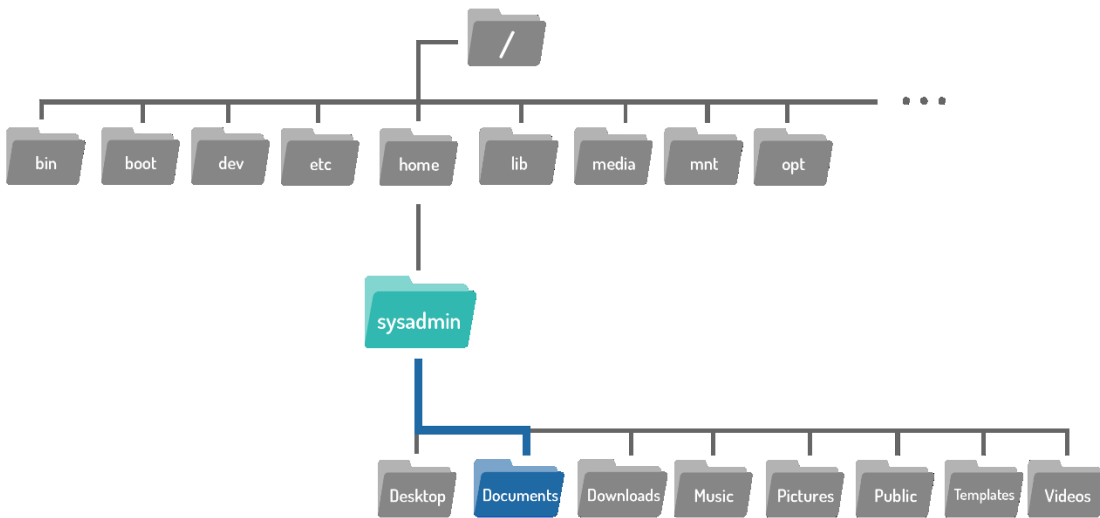 /
bin boot dev etc home lib media mnt opt
sysadmin
Desktop Documents Downloads Music Pictures Public Templates Videos